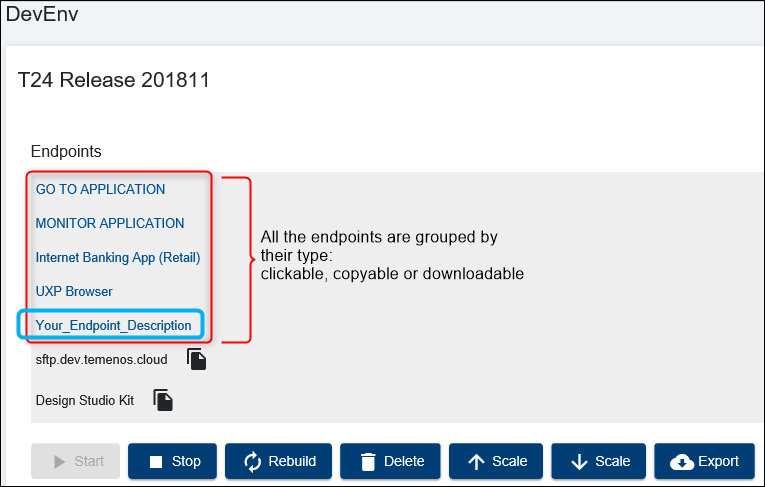 DevEnv
T24 Release 201811
Endpoints
GO TO APPLICATION
MONITOR APPLICATION
Internet Banking App (Retail)
UXP Browser
Your_Endpoint_Description
sftp.dev.temenos.cloud
Design Studio Kit
All the endpoints are grouped by
their type:
clickable, copyable or downloadable
Start Stop Rebuild Delete Scale Scale Export